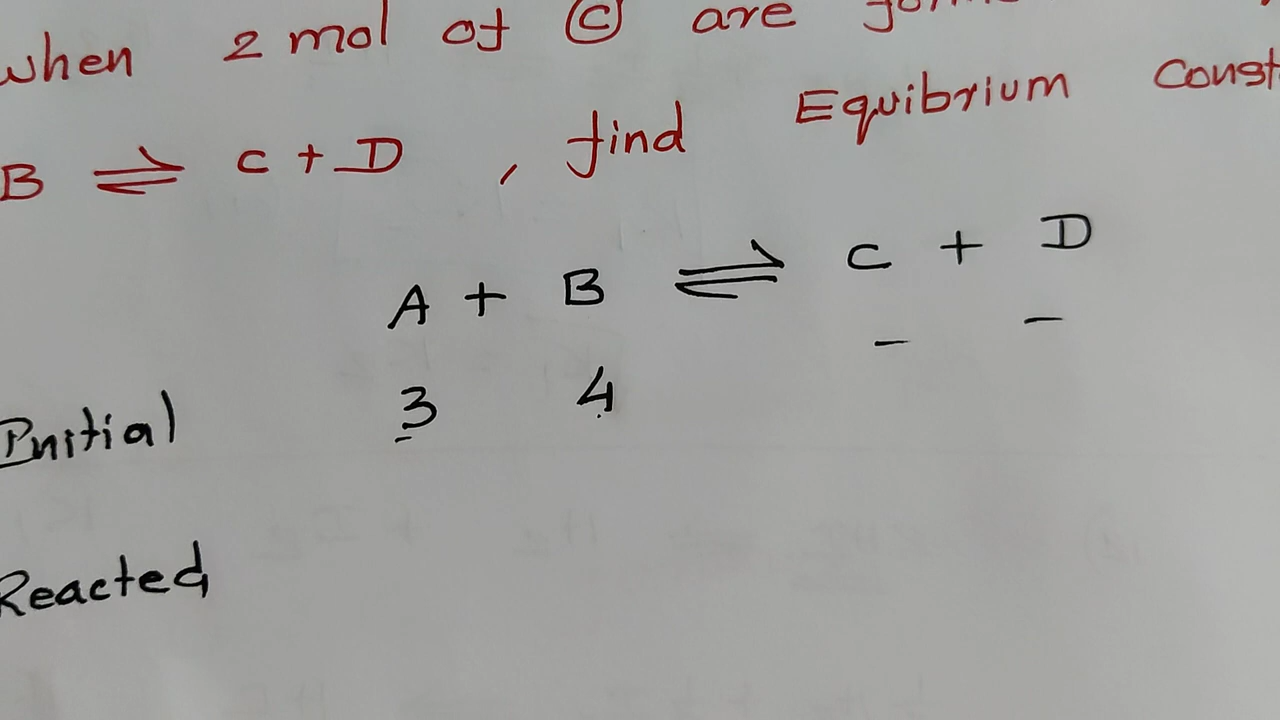 when 2 mol of © are
B ⇌ C + D , find Equibrium Const
A + B ⇌ C + D
Initial 3 4 - -
Reacted